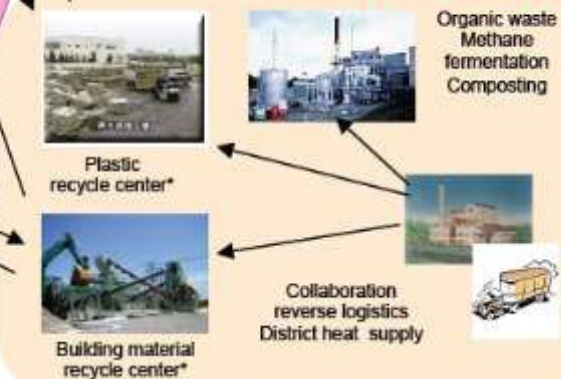 Organic waste
Methane
fermentation
Composting
Plastic
recycle center*
Collaboration
reverse logistics
District heat supply
Building material
recycle center*